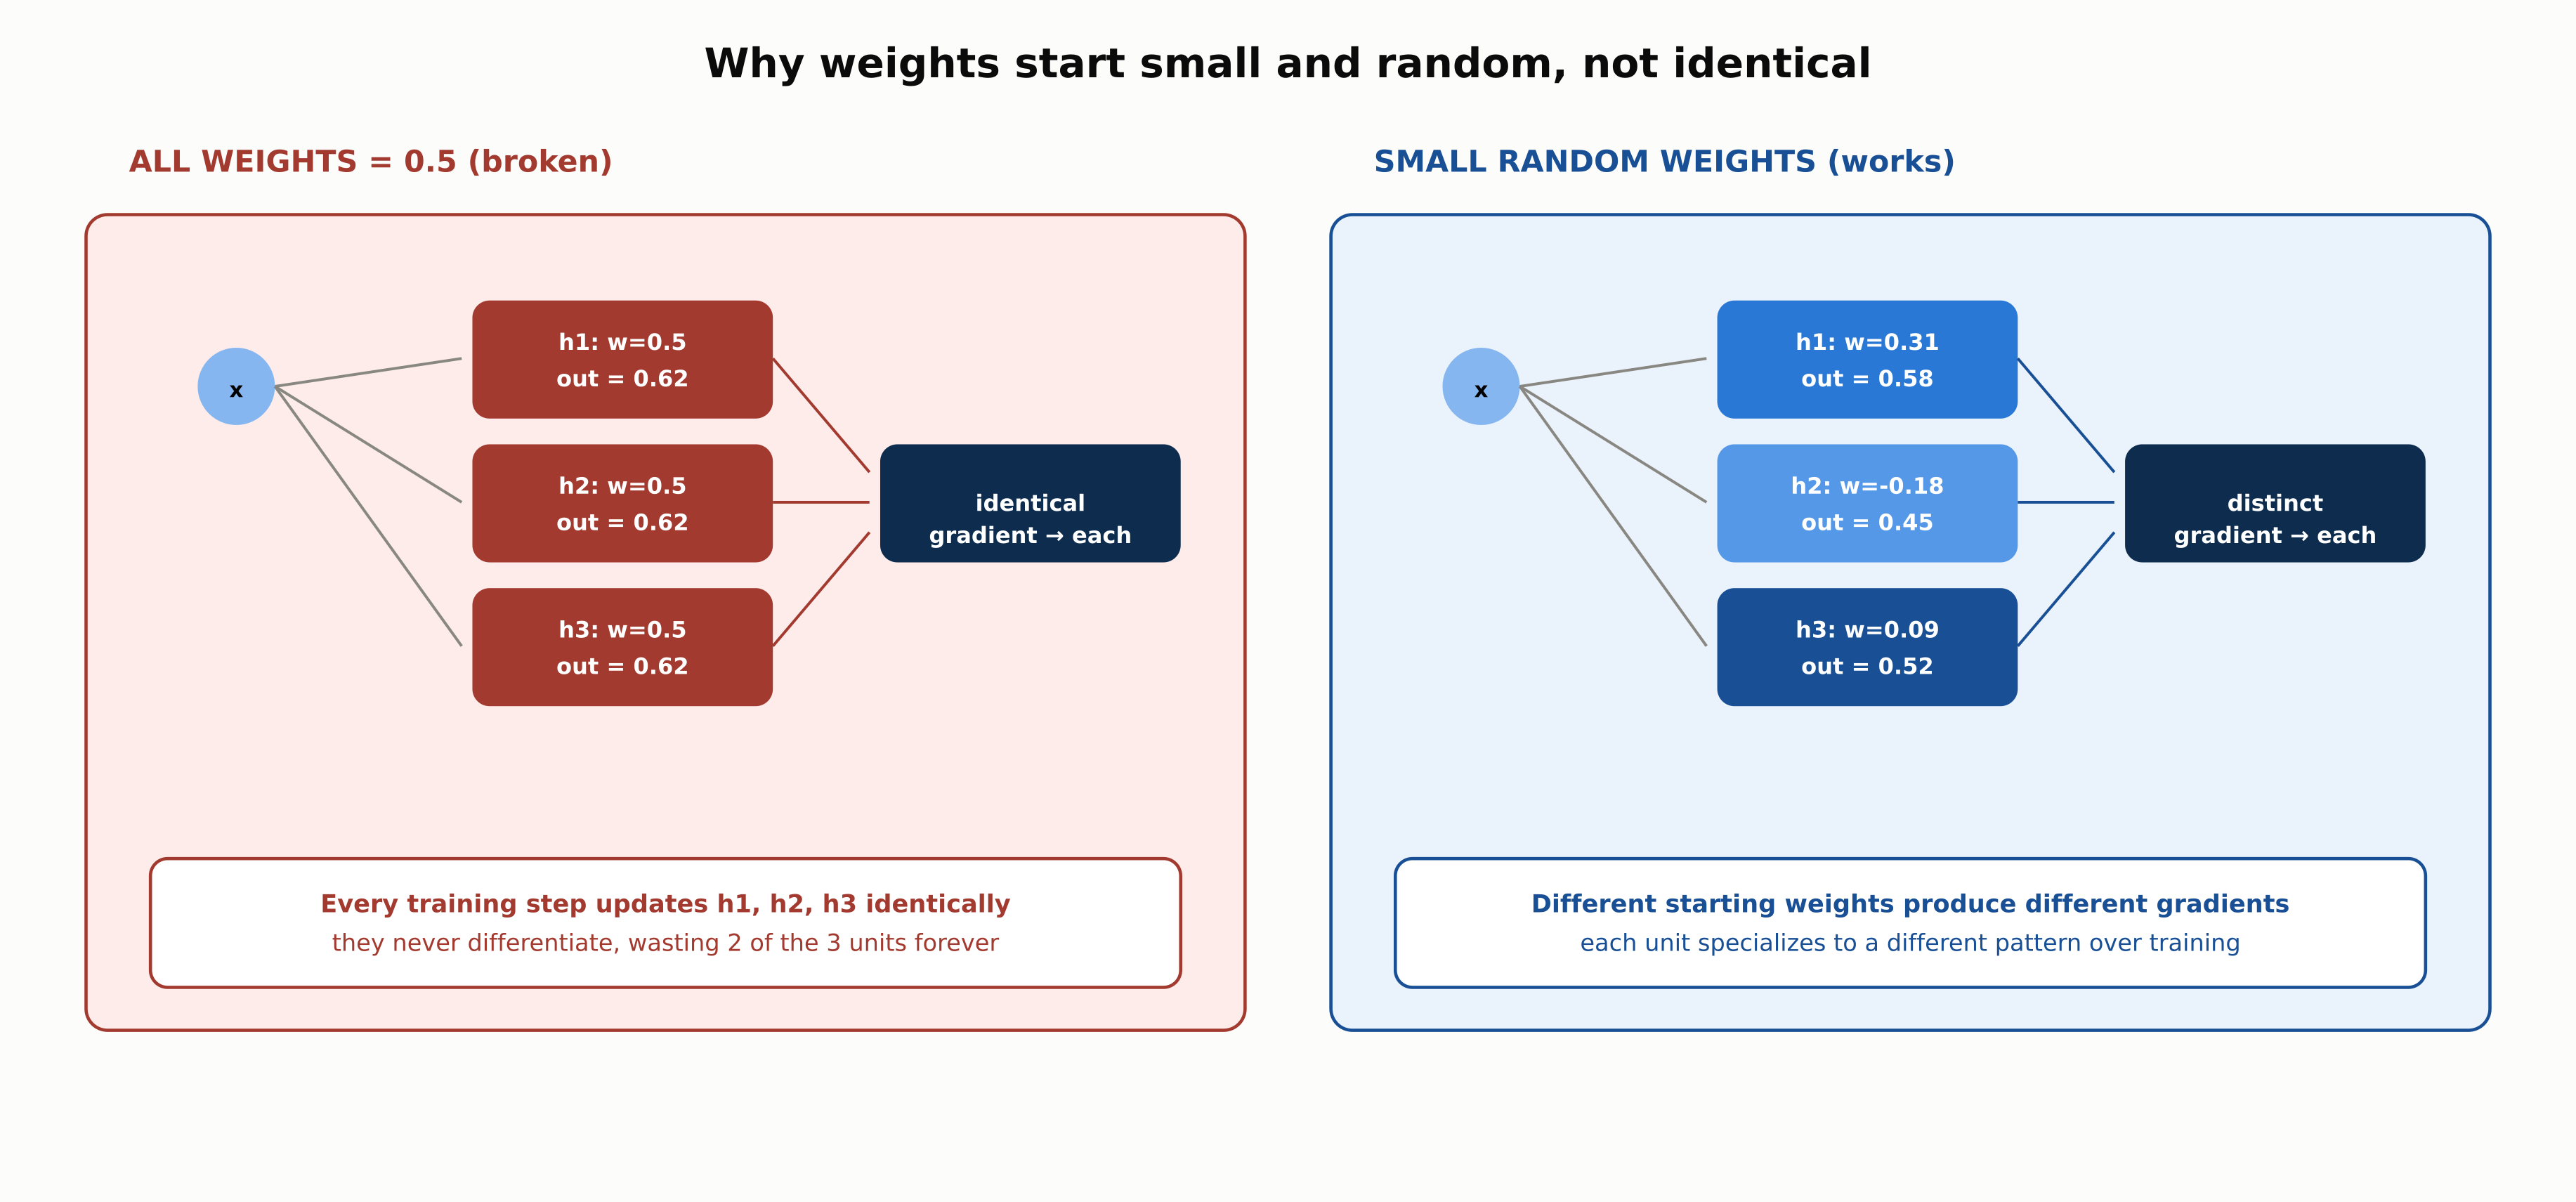 Why weights start small and random, not identical
ALL WEIGHTS = 0.5 (broken)
x
h1: w=0.5
out = 0.62
h2: w=0.5
out = 0.62
h3: w=0.5
out = 0.62
identical
gradient → each
Every training step updates h1, h2, h3 identically
they never differentiate, wasting 2 of the 3 units forever
SMALL RANDOM WEIGHTS (works)
x
h1: w=0.31
out = 0.58
h2: w=-0.18
out = 0.45
h3: w=0.09
out = 0.52
distinct
gradient → each
Different starting weights produce different gradients
each unit specializes to a different pattern over training